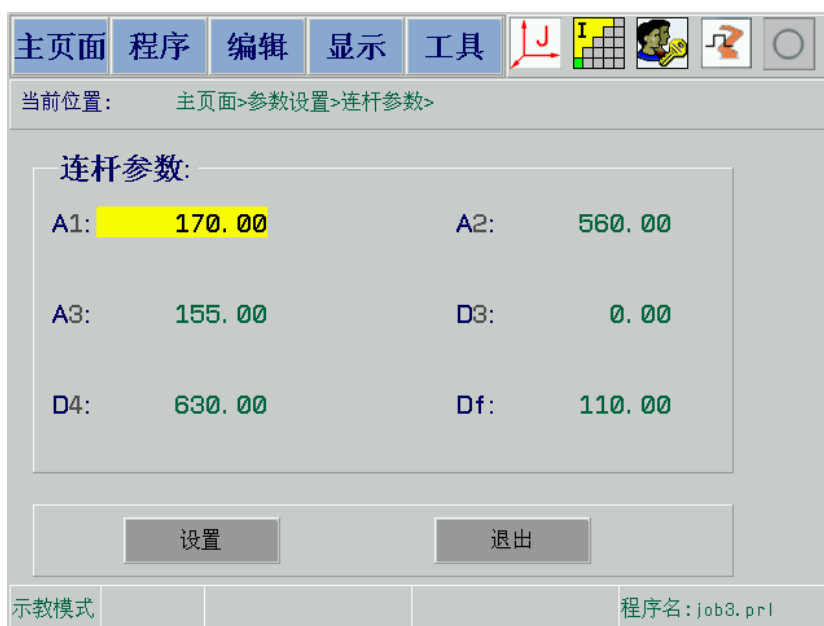 主页面 程序 编辑 显示 工具 J I
当前位置: 主页面>参数设置>连杆参数>
连杆参数:
A1: 170.00 A2: 560.00
A3: 155.00 D3: 0.00
D4: 630.00 Df: 110.00
设置 退出
示教模式 程序名:job3.prl